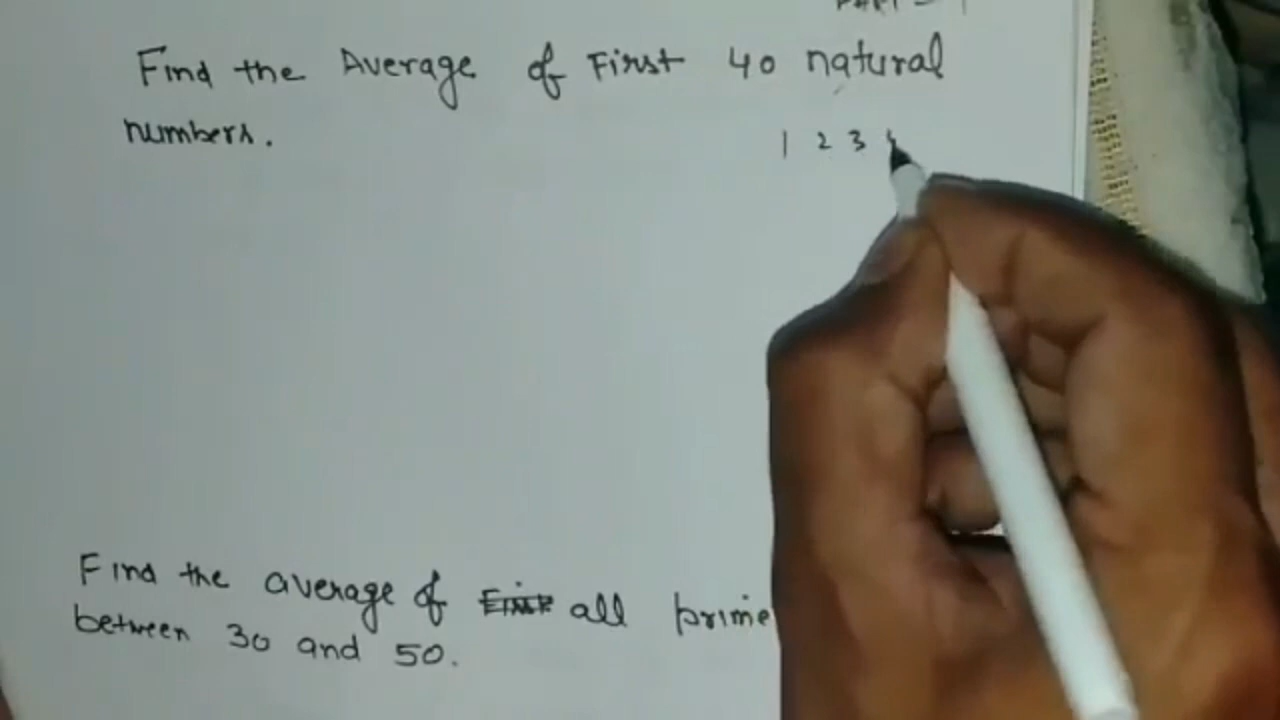 Find the Average of First 40 natural
numbers.
1 2 3
Find the average of all prime
between 30 and 50.